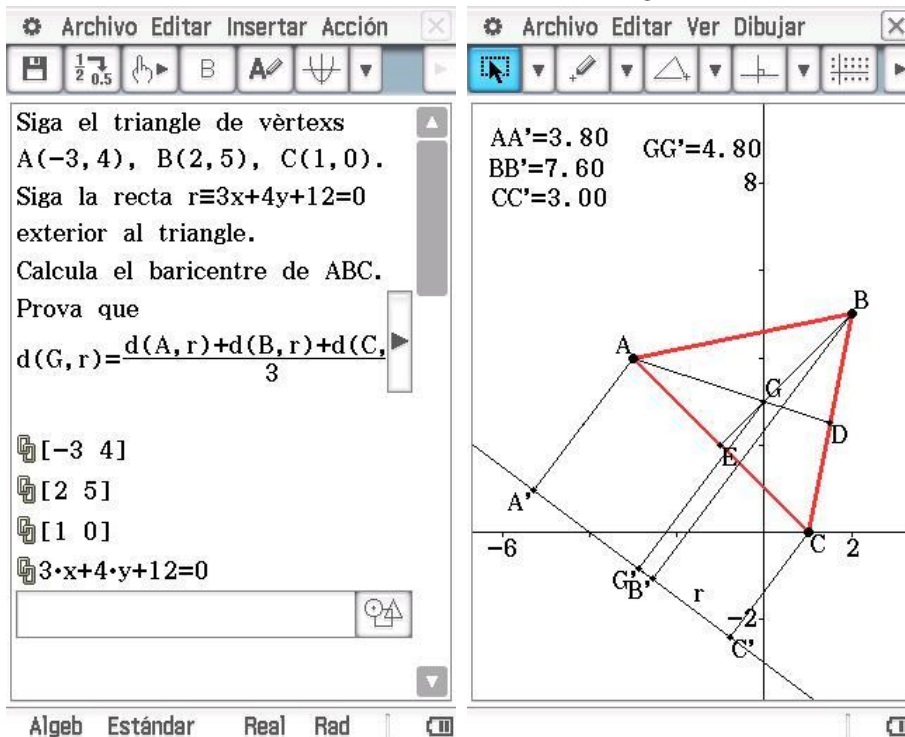 Archivo Editar Insertar Acción
B
Siga el triangle de vèrtexs
A(-3,4), B(2,5), C(1,0).
Siga la recta r≡3x+4y+12=0
exterior al triangle.
Calcula el baricentre de ABC.
Prova que
d(G,r)=d(A,r)+d(B,r)+d(C,
3
[-3 4]
[2 5]
[1 0]
3·x+4·y+12=0
Algeb Estándar Real Rad
Archivo Editar Ver Dibujar
AA'=3.80
BB'=7.60
CC'=3.00
GG'=4.80
8
B
A
G
D
E
A'
-6
C
2
G'
B'
r
-2
C'